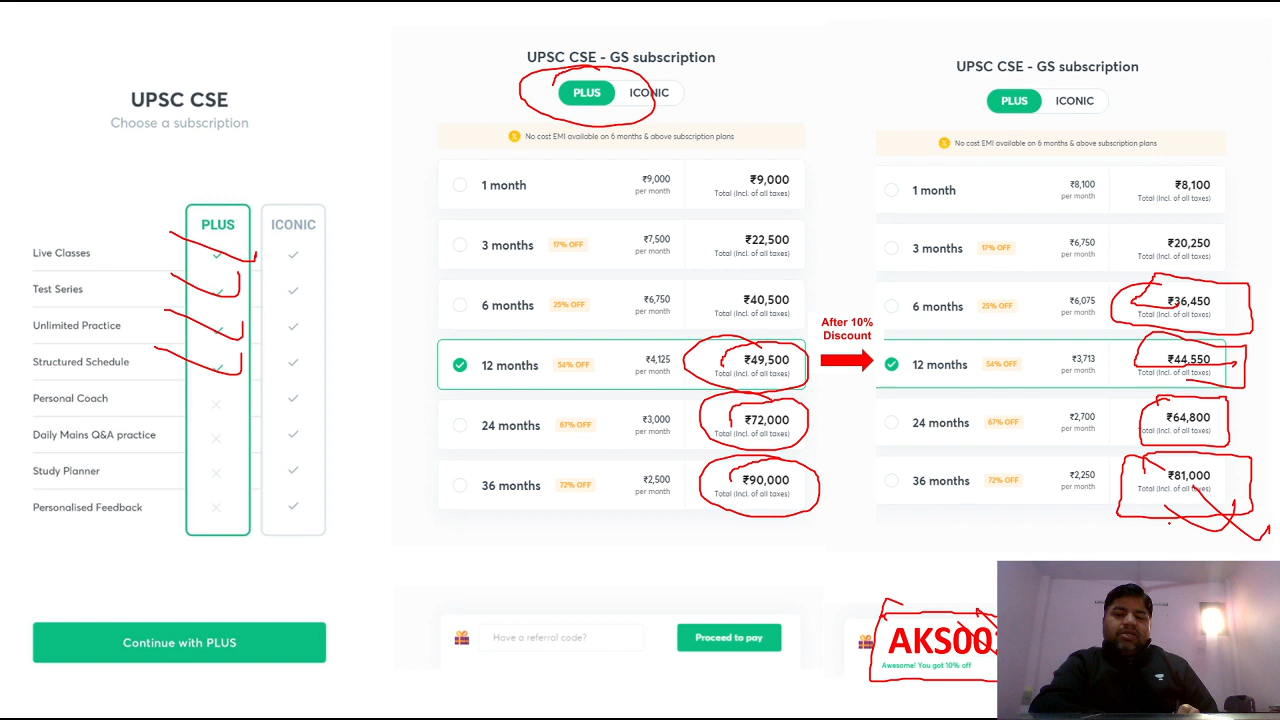 UPSC CSE
Choose a subscription
PLUS ICONIC
Live Classes
Test Series
Unlimited Practice
Structured Schedule
Personal Coach
Daily Mains Q&A practice
Study Planner
Personalised Feedback
Continue with PLUS
UPSC CSE - GS subscription
PLUS ICONIC
No cost EMI available on 6 months & above subscription plans
1 month ₹9,000 ₹9,000
per month Total (Incl. of all taxes)
3 months 17% OFF ₹7,500 ₹22,500
per month Total (Incl. of all taxes)
6 months 25% OFF ₹6,750 ₹40,500
per month Total (Incl. of all taxes)
12 months 54% OFF ₹4,125 ₹49,500
per month Total (Incl. of all taxes)
24 months 67% OFF ₹3,000 ₹72,000
per month Total (Incl. of all taxes)
36 months 72% OFF ₹2,500 ₹90,000
per month Total (Incl. of all taxes)
Have a referral code? Proceed to pay
After 10%
Discount
UPSC CSE - GS subscription
PLUS ICONIC
No cost EMI available on 6 months & above subscription plans
1 month ₹8,100 ₹8,100
per month Total (Incl. of all taxes)
3 months 17% OFF ₹6,750 ₹20,250
per month Total (Incl. of all taxes)
6 months 25% OFF ₹6,075 ₹36,450
per month Total (Incl. of all taxes)
12 months 54% OFF ₹3,713 ₹44,550
per month Total (Incl. of all taxes)
24 months 67% OFF ₹2,700 ₹64,800
per month Total (Incl. of all taxes)
36 months 72% OFF ₹2,250 ₹81,000
per month Total (Incl. of all taxes)
Awesome! You got 10% off